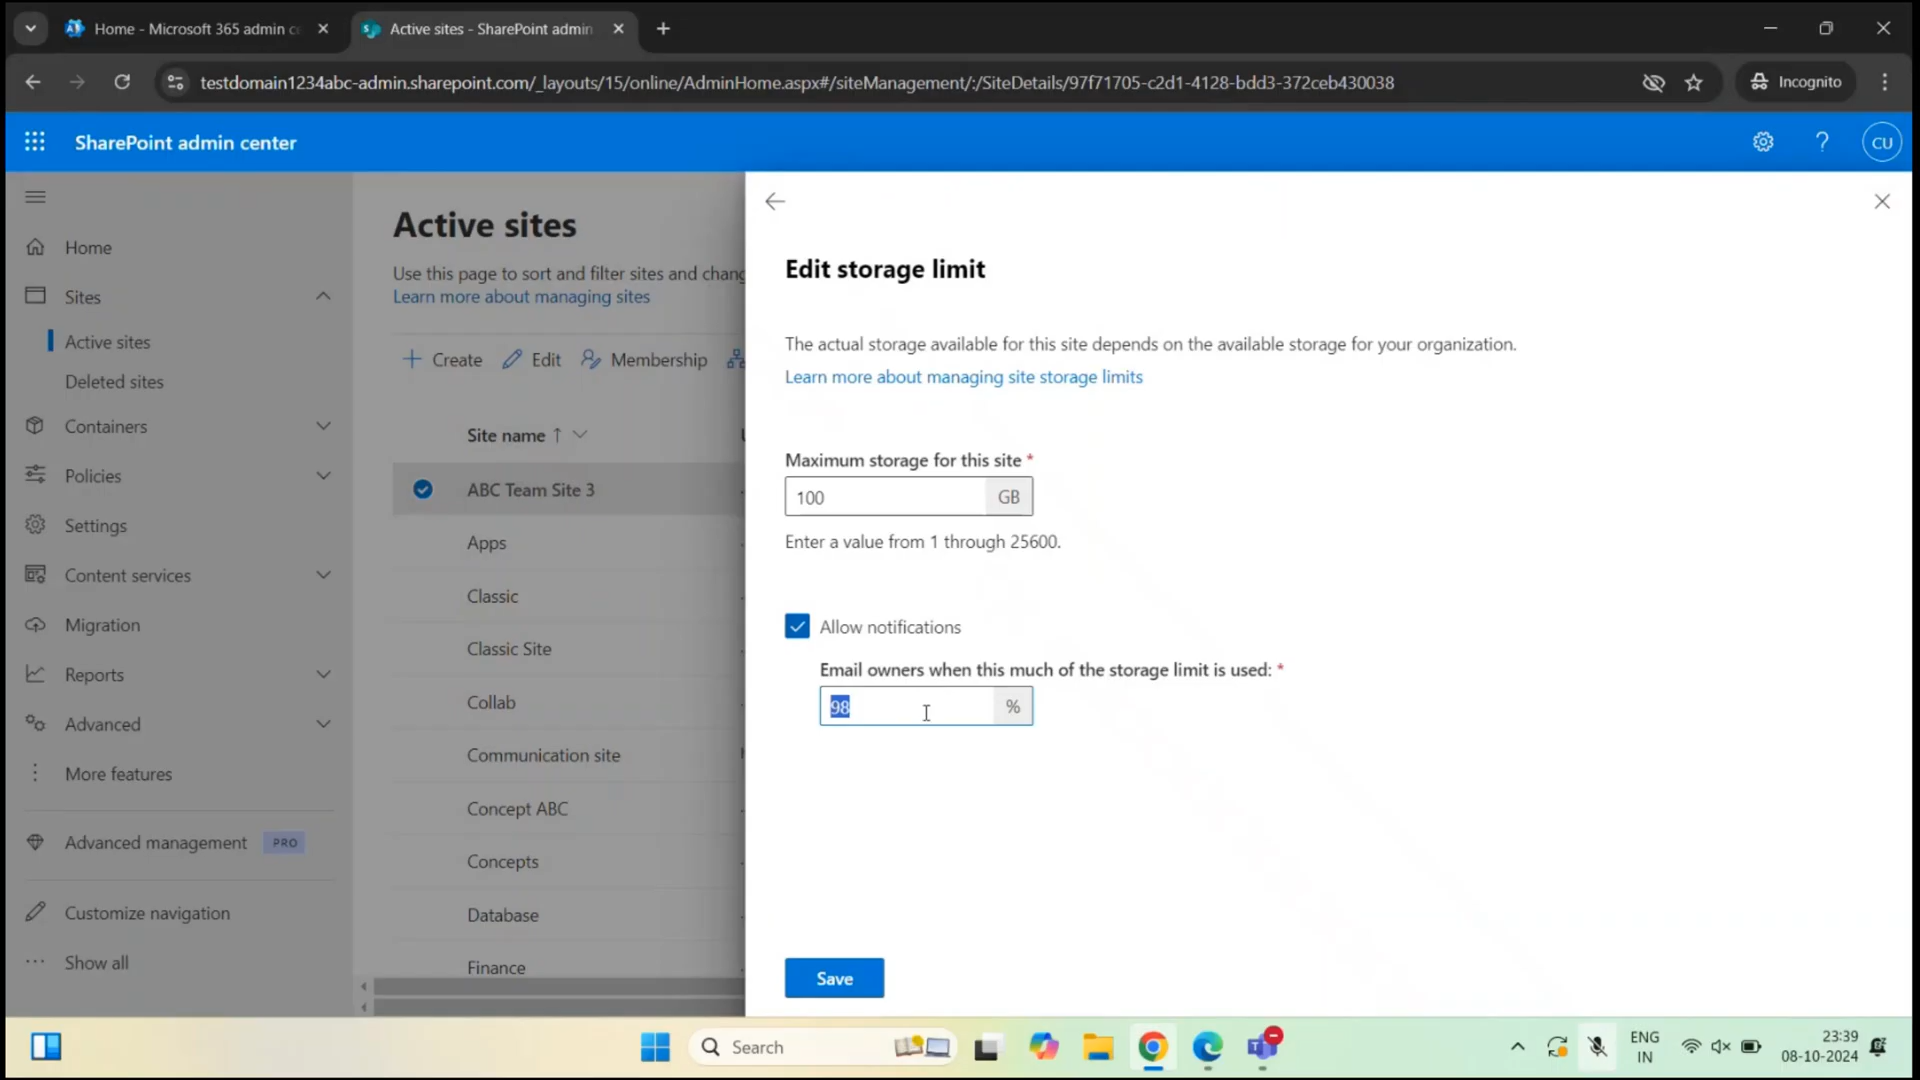 Home - Microsoft 365 admin c
Active sites - SharePoint admin
testdomain1234abc-admin.sharepoint.com/_layouts/15/online/AdminHome.aspx#/siteManagement/:/SiteDetails/97f71705-c2d1-4128-bdd3-372ceb430038
Incognito
SharePoint admin center
CU
Home
Sites
Active sites
Deleted sites
Containers
Policies
Settings
Content services
Migration
Reports
Advanced
More features
Advanced management PRO
Customize navigation
Show all
Active sites
Use this page to sort and filter sites and chang
Learn more about managing sites
Create Edit Membership
Site name ↑
ABC Team Site 3
Apps
Classic
Classic Site
Collab
Communication site
Concept ABC
Concepts
Database
Finance
Edit storage limit
The actual storage available for this site depends on the available storage for your organization.
Learn more about managing site storage limits
Maximum storage for this site *
100 GB
Enter a value from 1 through 25600.
Allow notifications
Email owners when this much of the storage limit is used: *
98 %
Save
Search
ENG
IN
23:39
08-10-2024